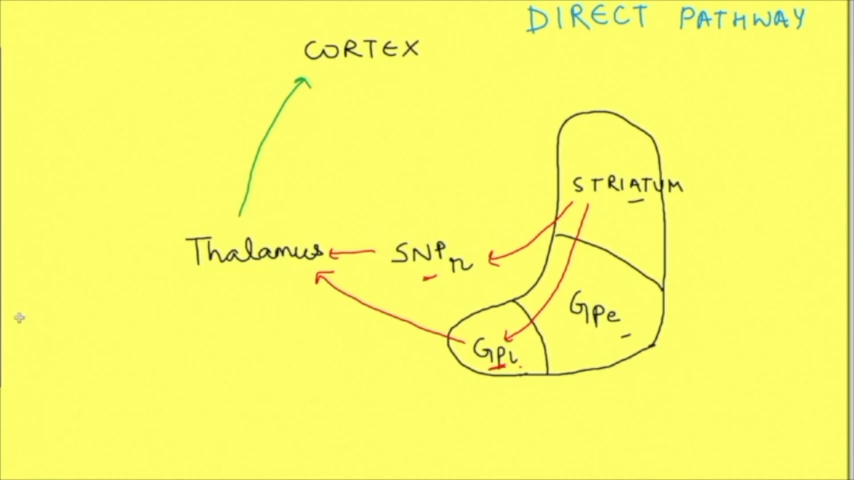 DIRECT PATHWAY
CORTEX
STRIATUM
Thalamus
SNPr
GPe
GPi